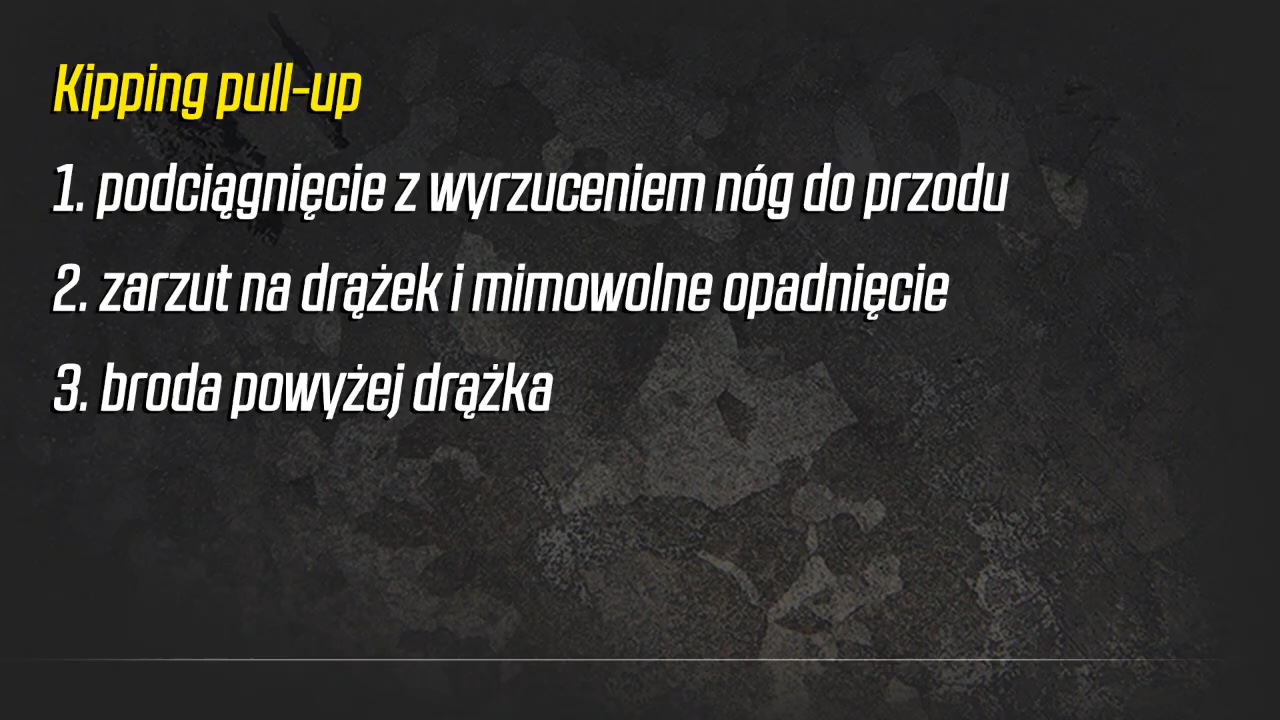 Kipping pull-up
1. podciągnięcie z wyrzuceniem nóg do przodu
2. zarzut na drążek i mimowolne opadnięcie
3. broda powyżej drążka